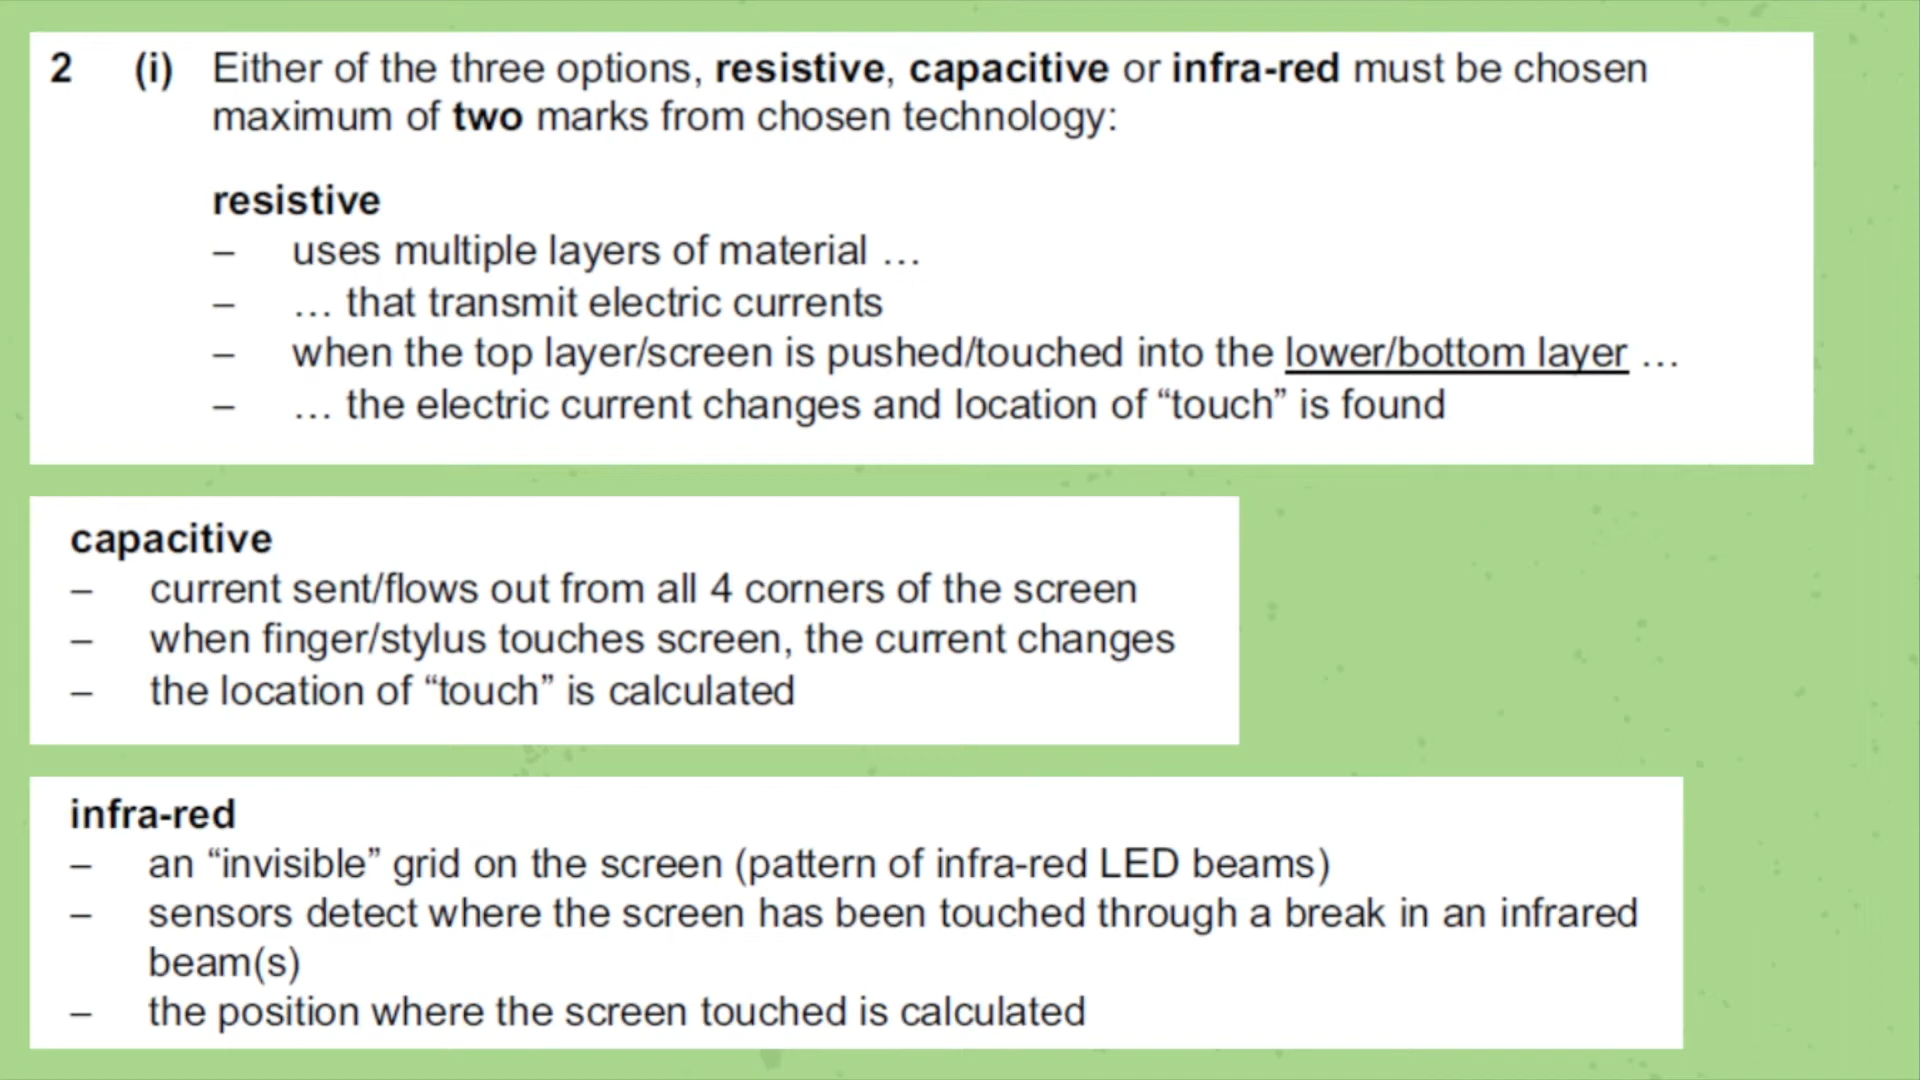 2 (i) Either of the three options, resistive, capacitive or infra-red must be chosen
maximum of two marks from chosen technology:
resistive
– uses multiple layers of material …
– … that transmit electric currents
– when the top layer/screen is pushed/touched into the lower/bottom layer …
– … the electric current changes and location of “touch” is found
capacitive
– current sent/flows out from all 4 corners of the screen
– when finger/stylus touches screen, the current changes
– the location of “touch” is calculated
infra-red
– an “invisible” grid on the screen (pattern of infra-red LED beams)
– sensors detect where the screen has been touched through a break in an infrared
beam(s)
– the position where the screen touched is calculated